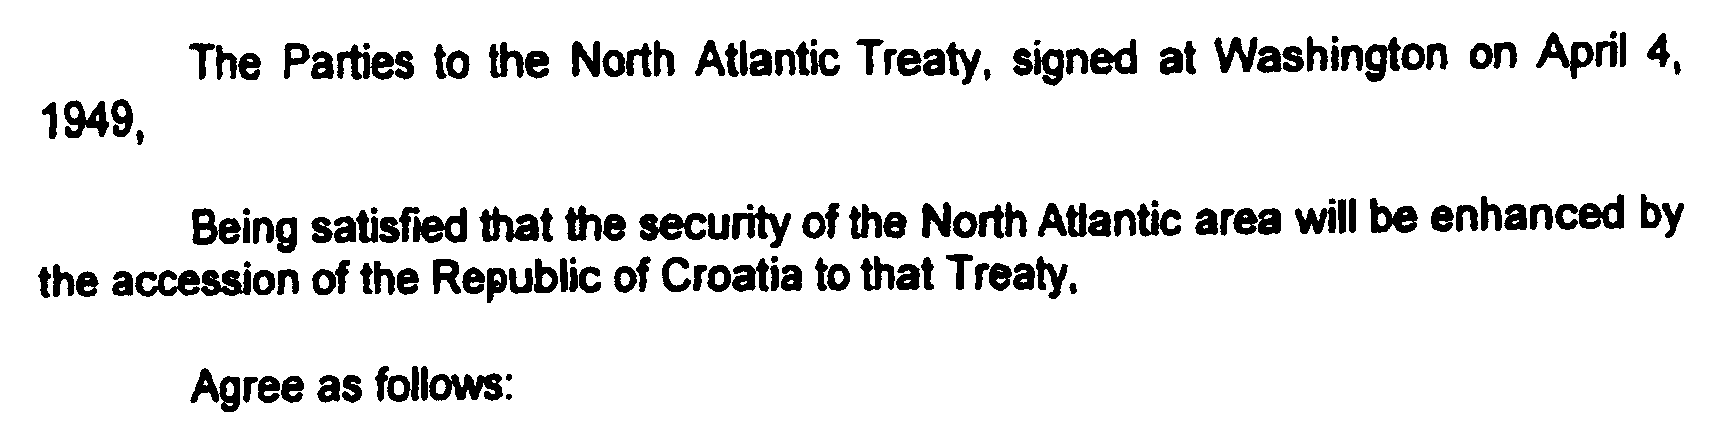 The Parties to the North Atlantic Treaty, signed at Washington on April 4,
1949,
Being satisfied that the security of the North Atlantic area will be enhanced by
the accession of the Republic of Croatia to that Treaty,
Agree as follows: